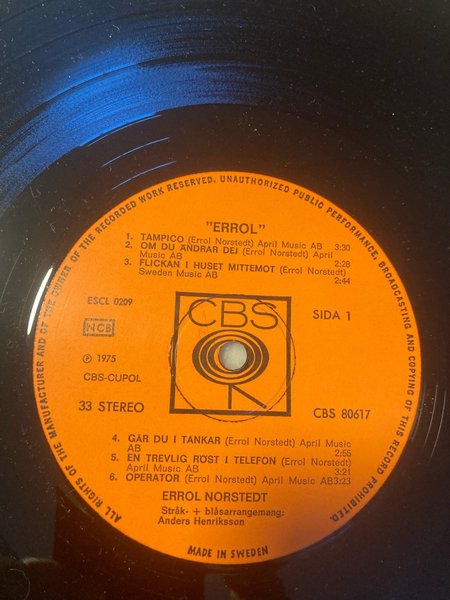 ALL RIGHTS OF THE MANUFACTURER AND OF THE OWNER OF THE RECORDED WORK RESERVED. UNAUTHORIZED PUBLIC PERFORMANCE, BROADCASTING AND COPYING OF THIS RECORD PROHIBITED.
"ERROL"
1. TAMPICO (Errol Norstedt) April Music AB 3:30
2. OM DU ÄNDRAR DEJ (Errol Norstedt) April
Music AB 2:28
3. FLICKAN I HUSET MITTEMOT (Errol Norstedt)
Sweden Music AB 2:44
ESCL 0209
CBS
SIDA 1
NCB
Ⓟ 1975
CBS-CUPOL
33 STEREO
CBS 80617
4. GÅR DU I TANKAR (Errol Norstedt) April Music
AB 2:55
5. EN TREVLIG RÖST I TELEFON (Errol Norstedt)
April Music AB 3:21
6. OPERATOR (Errol Norstedt) April Music AB 3:23
ERROL NORSTEDT
Stråk- + blåsarrangemang:
Anders Henriksson
MADE IN SWEDEN